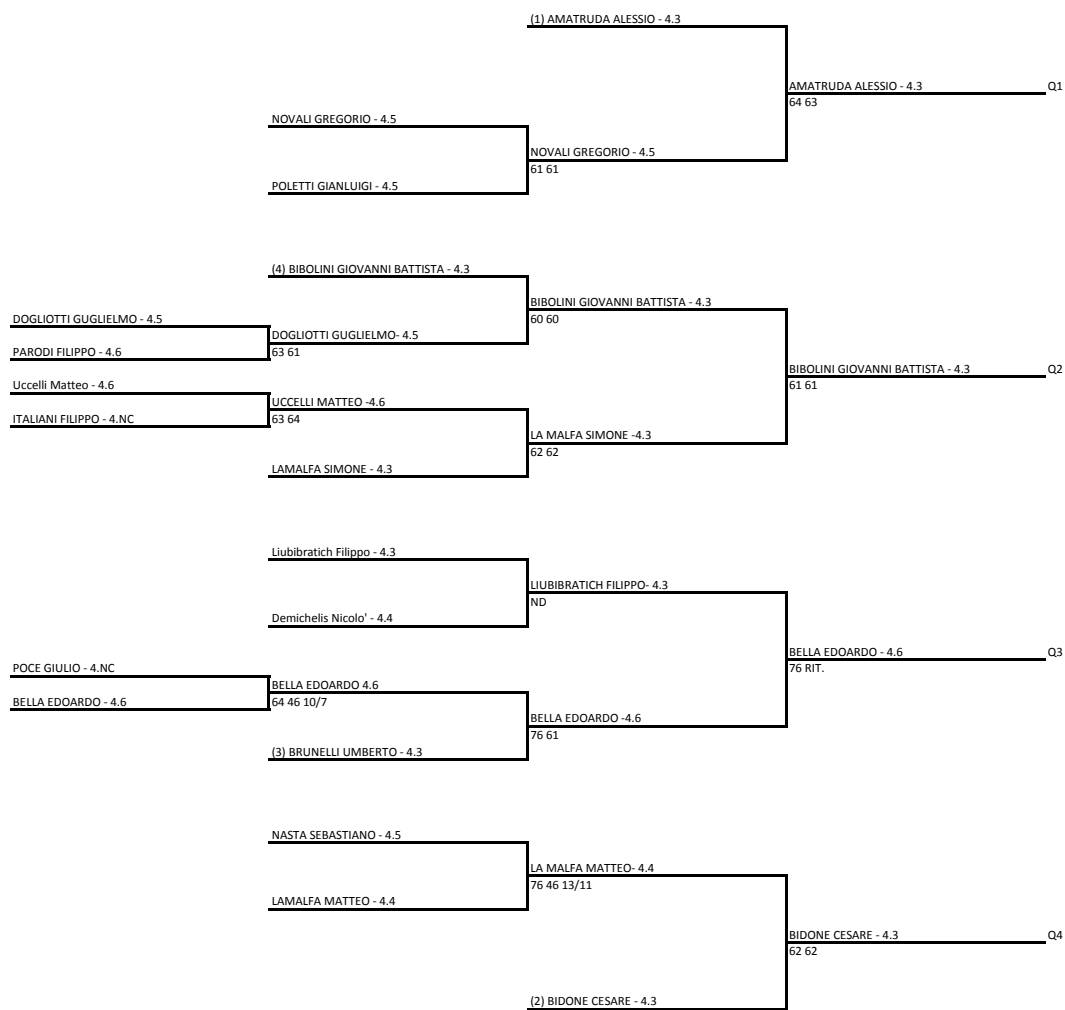 (1) AMATRUDA ALESSIO - 4.3
AMATRUDA ALESSIO - 4.3
Q1
64 63
NOVALI GREGORIO - 4.5
NOVALI GREGORIO - 4.5
61 61
POLETTI GIANLUIGI - 4.5
(4) BIBOLINI GIOVANNI BATTISTA - 4.3
BIBOLINI GIOVANNI BATTISTA - 4.3
60 60
DOGLIOTTI GUGLIELMO - 4.5
DOGLIOTTI GUGLIELMO- 4.5
63 61
PARODI FILIPPO - 4.6
BIBOLINI GIOVANNI BATTISTA - 4.3
Q2
61 61
Uccelli Matteo - 4.6
UCCELLI MATTEO -4.6
63 64
ITALIANI FILIPPO - 4.NC
LA MALFA SIMONE -4.3
62 62
LAMALFA SIMONE - 4.3
Liubibratich Filippo - 4.3
LIUBIBRATICH FILIPPO- 4.3
ND
Demichelis Nicolo' - 4.4
BELLA EDOARDO - 4.6
Q3
76 RIT.
POCE GIULIO - 4.NC
BELLA EDOARDO 4.6
64 46 10/7
BELLA EDOARDO - 4.6
BELLA EDOARDO -4.6
76 61
(3) BRUNELLI UMBERTO - 4.3
NASTA SEBASTIANO - 4.5
LA MALFA MATTEO- 4.4
76 46 13/11
LAMALFA MATTEO - 4.4
BIDONE CESARE - 4.3
Q4
62 62
(2) BIDONE CESARE - 4.3